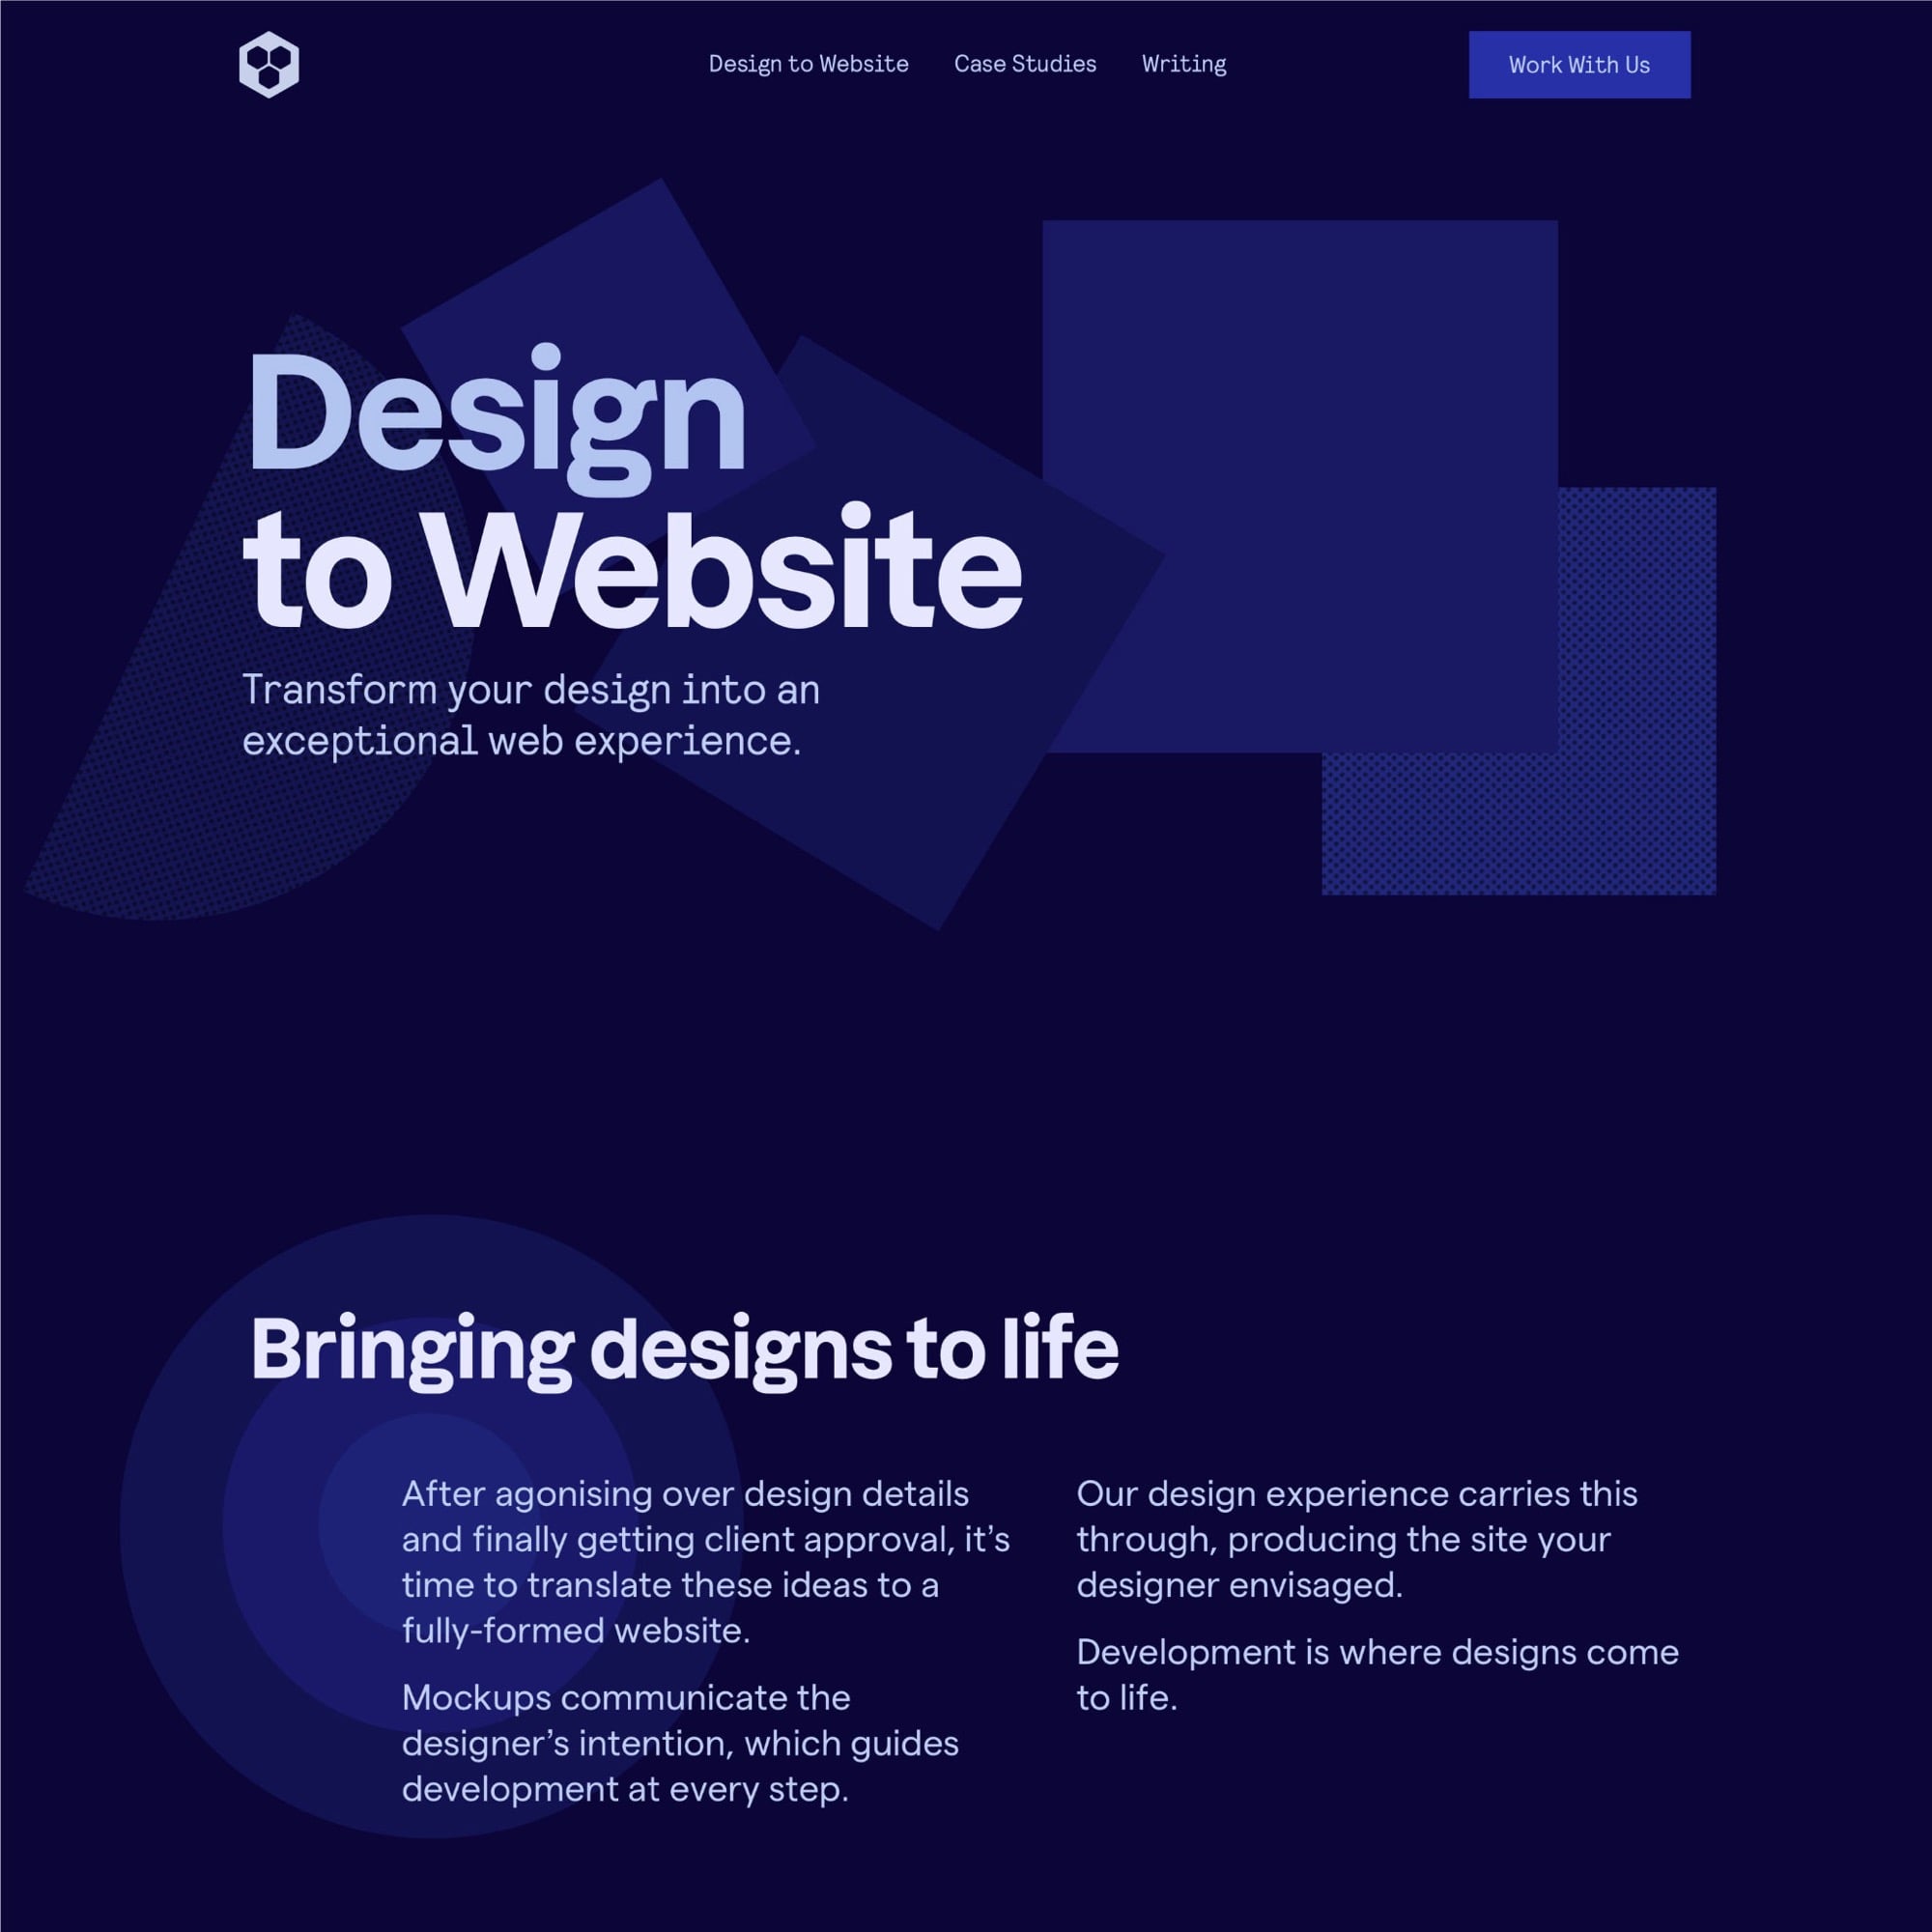 Design to Website
Case Studies
Writing
Work With Us
Design
to Website
Transform your design into an
exceptional web experience.
Bringing designs to life
After agonising over design details
and finally getting client approval, it’s
time to translate these ideas to a
fully-formed website.
Mockups communicate the
designer’s intention, which guides
development at every step.
Our design experience carries this
through, producing the site your
designer envisaged.
Development is where designs come
to life.